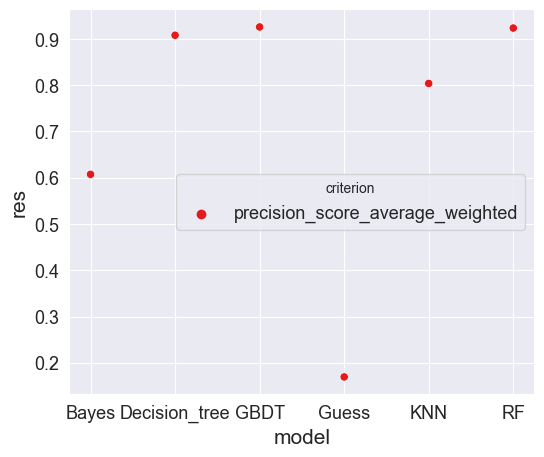 0.9
0.8
0.7
0.6
0.5
0.4
0.3
0.2
res
criterion
precision_score_average_weighted
Bayes Decision_tree GBDT Guess KNN RF
model